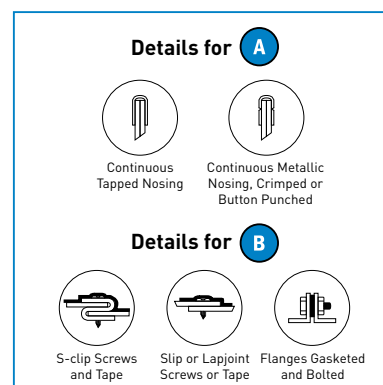 Details for A
Continuous
Tapped Nosing
Continuous Metallic
Nosing, Crimped or
Button Punched
Details for B
S-clip Screws
and Tape
Slip or Lapjoint
Screws or Tape
Flanges Gasketed
and Bolted